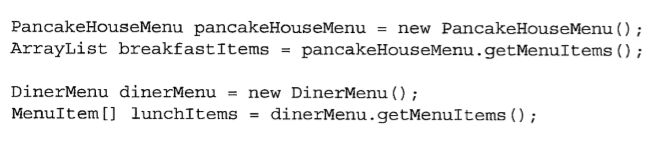 PancakeHouseMenu pancakeHouseMenu = new PancakeHouseMenu();
ArrayList breakfastItems = pancakeHouseMenu.getMenuItems();
DinerMenu dinerMenu = new DinerMenu();
MenuItem[] lunchItems = dinerMenu.getMenuItems();